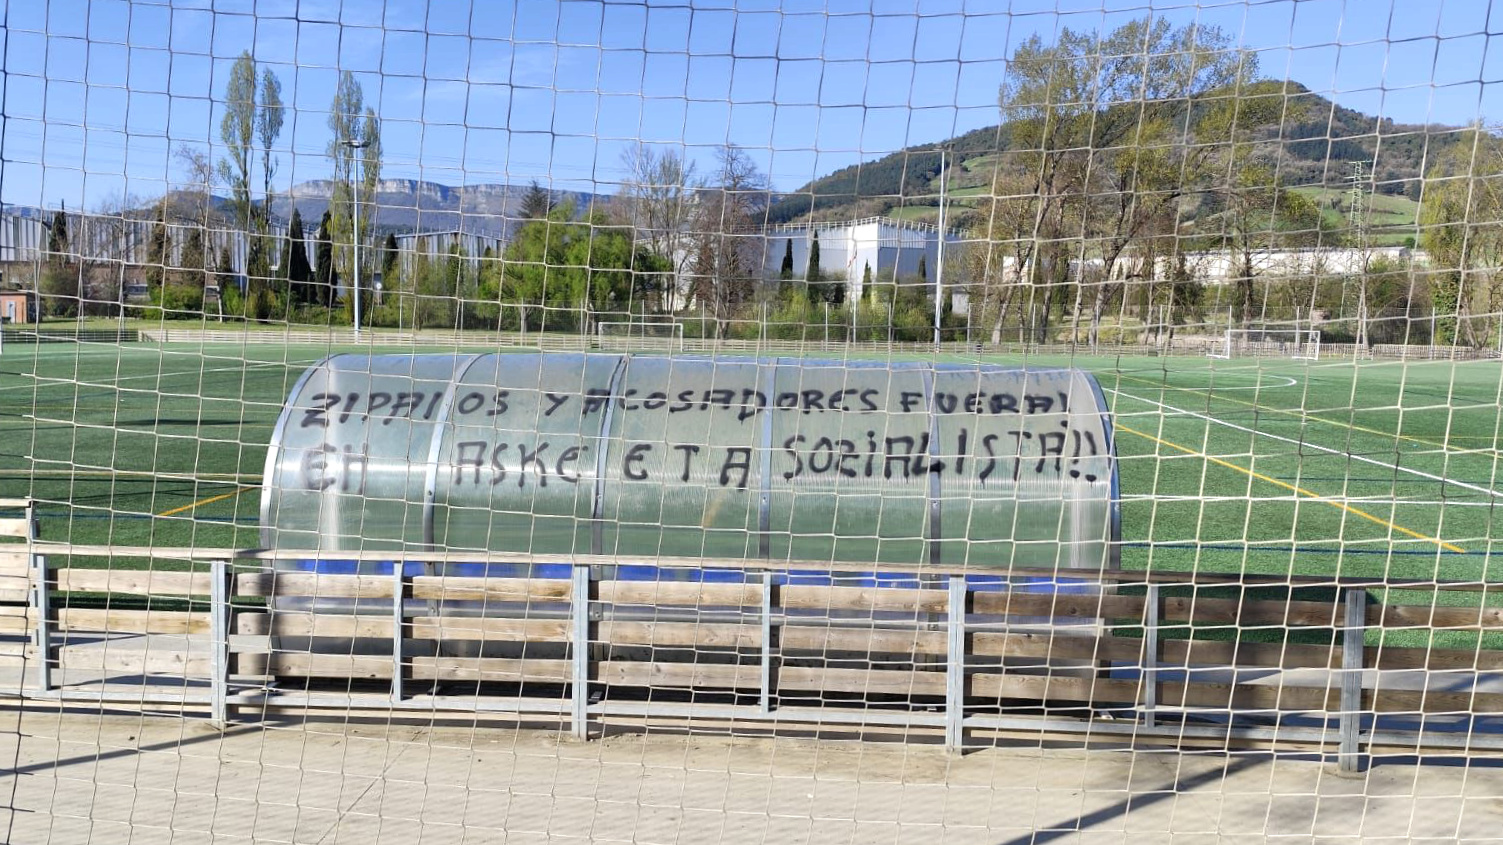 ZIPAIOS Y ACOSADORES FUERA!
EH ASKE ETA SOZIALISTA!!